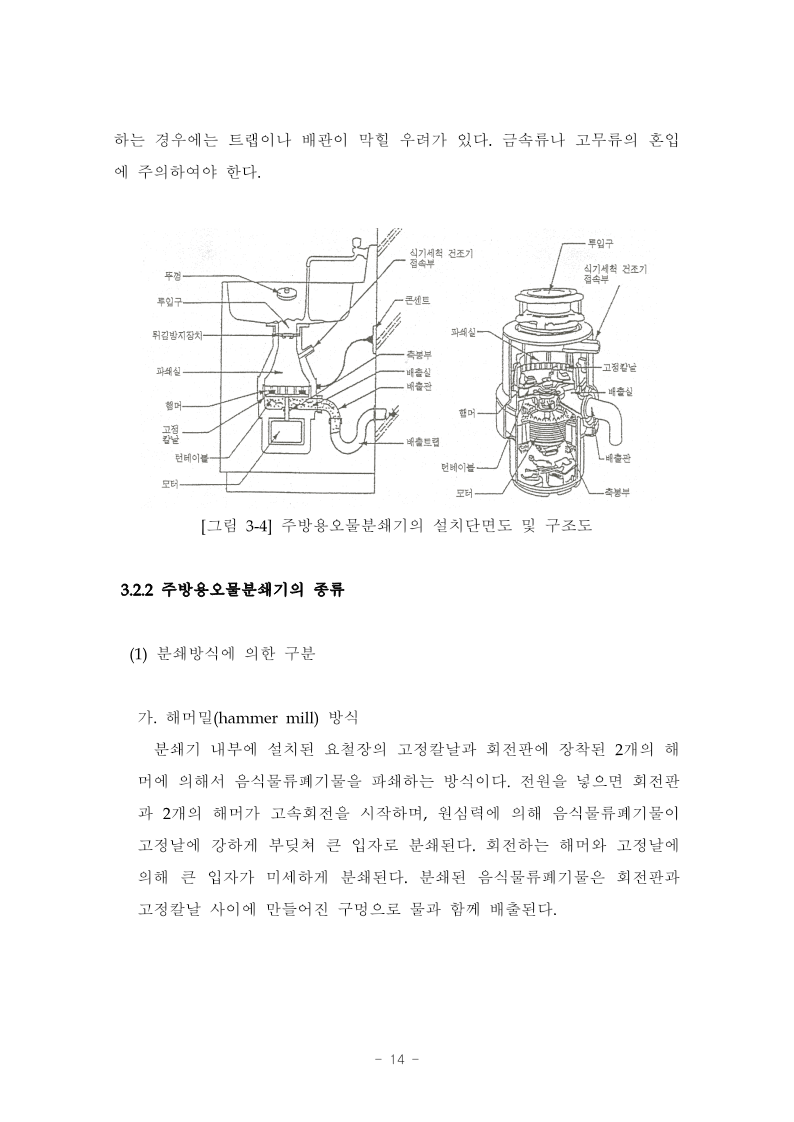 하는 경우에는 트랩이나 배관이 막힐 우려가 있다. 금속류나 고무류의 혼입
에 주의하여야 한다.
뚜껑
투입구
튀김방지장치
파쇄실
햄머
고정
칼날
턴테이블
모터
식기세척 건조기
접속부
콘센트
축봉부
배출실
배출관
배출트랩
투입구
식기세척 건조기
접속부
파쇄실
고정칼날
배출실
햄머
배출관
턴테이블
모터
축봉부
[그림 3-4] 주방용오물분쇄기의 설치단면도 및 구조도
3.2.2 주방용오물분쇄기의 종류
(1) 분쇄방식에 의한 구분
가. 해머밀(hammer mill) 방식
분쇄기 내부에 설치된 요철장의 고정칼날과 회전판에 장착된 2개의 해
머에 의해서 음식물류폐기물을 파쇄하는 방식이다. 전원을 넣으면 회전판
과 2개의 해머가 고속회전을 시작하며, 원심력에 의해 음식물류폐기물이
고정날에 강하게 부딪쳐 큰 입자로 분쇄된다. 회전하는 해머와 고정날에
의해 큰 입자가 미세하게 분쇄된다. 분쇄된 음식물류폐기물은 회전판과
고정칼날 사이에 만들어진 구멍으로 물과 함께 배출된다.
- 14 -